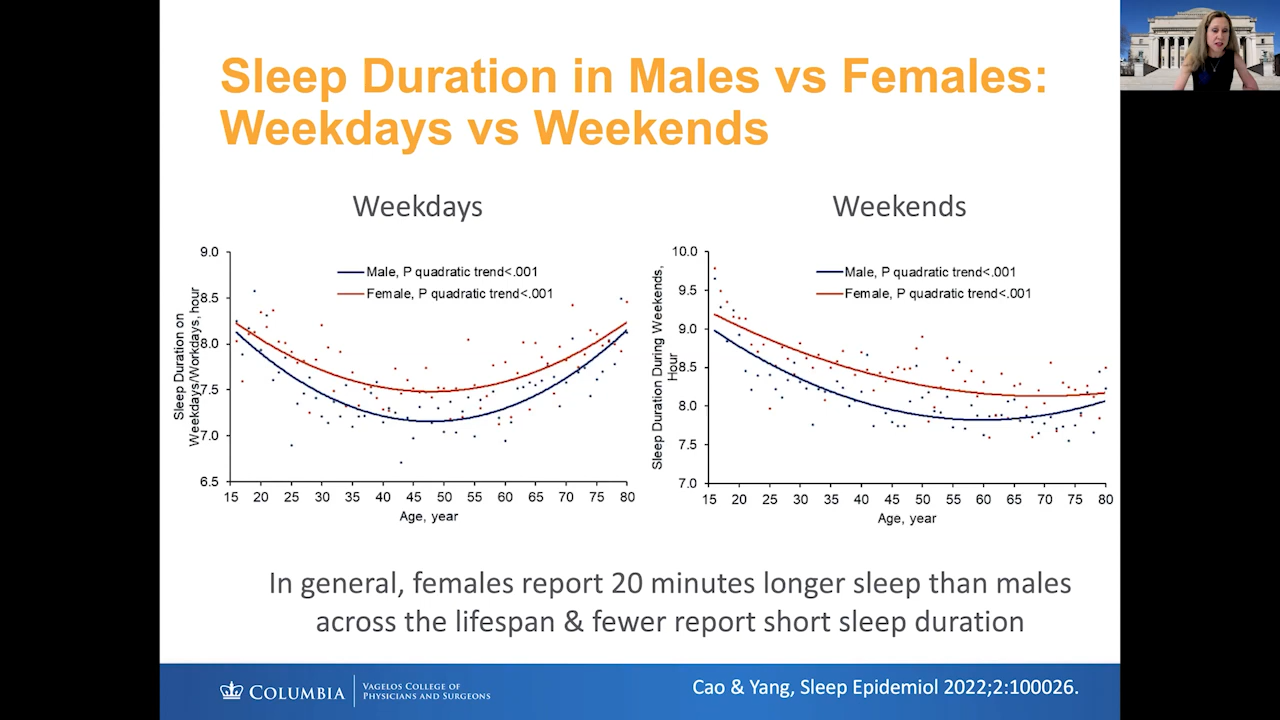 Sleep Duration in Males vs Females:
Weekdays vs Weekends
Weekdays
9.0
8.5
8.0
7.5
7.0
6.5
Sleep Duration on
Weekdays/Workdays, hour
Male, P quadratic trend<.001
Female, P quadratic trend<.001
15 20 25 30 35 40 45 50 55 60 65 70 75 80
Age, year
Weekends
10.0
9.5
9.0
8.5
8.0
7.5
7.0
Sleep Duration During Weekends,
Hour
Male, P quadratic trend<.001
Female, P quadratic trend<.001
15 20 25 30 35 40 45 50 55 60 65 70 75 80
Age, year
In general, females report 20 minutes longer sleep than males
across the lifespan & fewer report short sleep duration
COLUMBIA
VAGELOS COLLEGE OF
PHYSICIANS AND SURGEONS
Cao & Yang, Sleep Epidemiol 2022;2:100026.